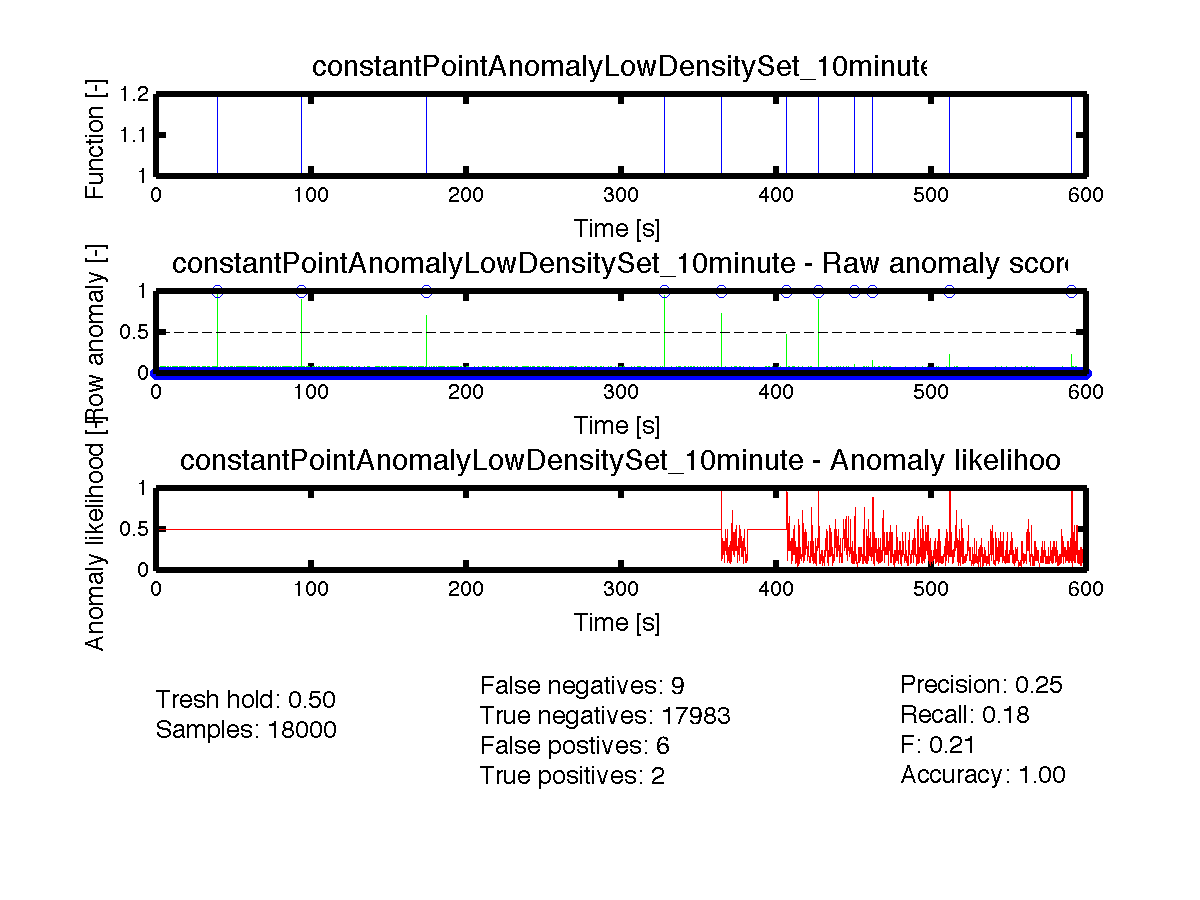 constantPointAnomalyLowDensitySet_10minute
Function [-]
1.2
1.1
1
0 100 200 300 400 500 600
Time [s]
constantPointAnomalyLowDensitySet_10minute - Raw anomaly score
Row anomaly [-]
1
0.5
0
0 100 200 300 400 500 600
Time [s]
constantPointAnomalyLowDensitySet_10minute - Anomaly likelihoo
Anomaly likelihood [-]
1
0.5
0
0 100 200 300 400 500 600
Time [s]
Tresh hold: 0.50
Samples: 18000
False negatives: 9
True negatives: 17983
False postives: 6
True positives: 2
Precision: 0.25
Recall: 0.18
F: 0.21
Accuracy: 1.00